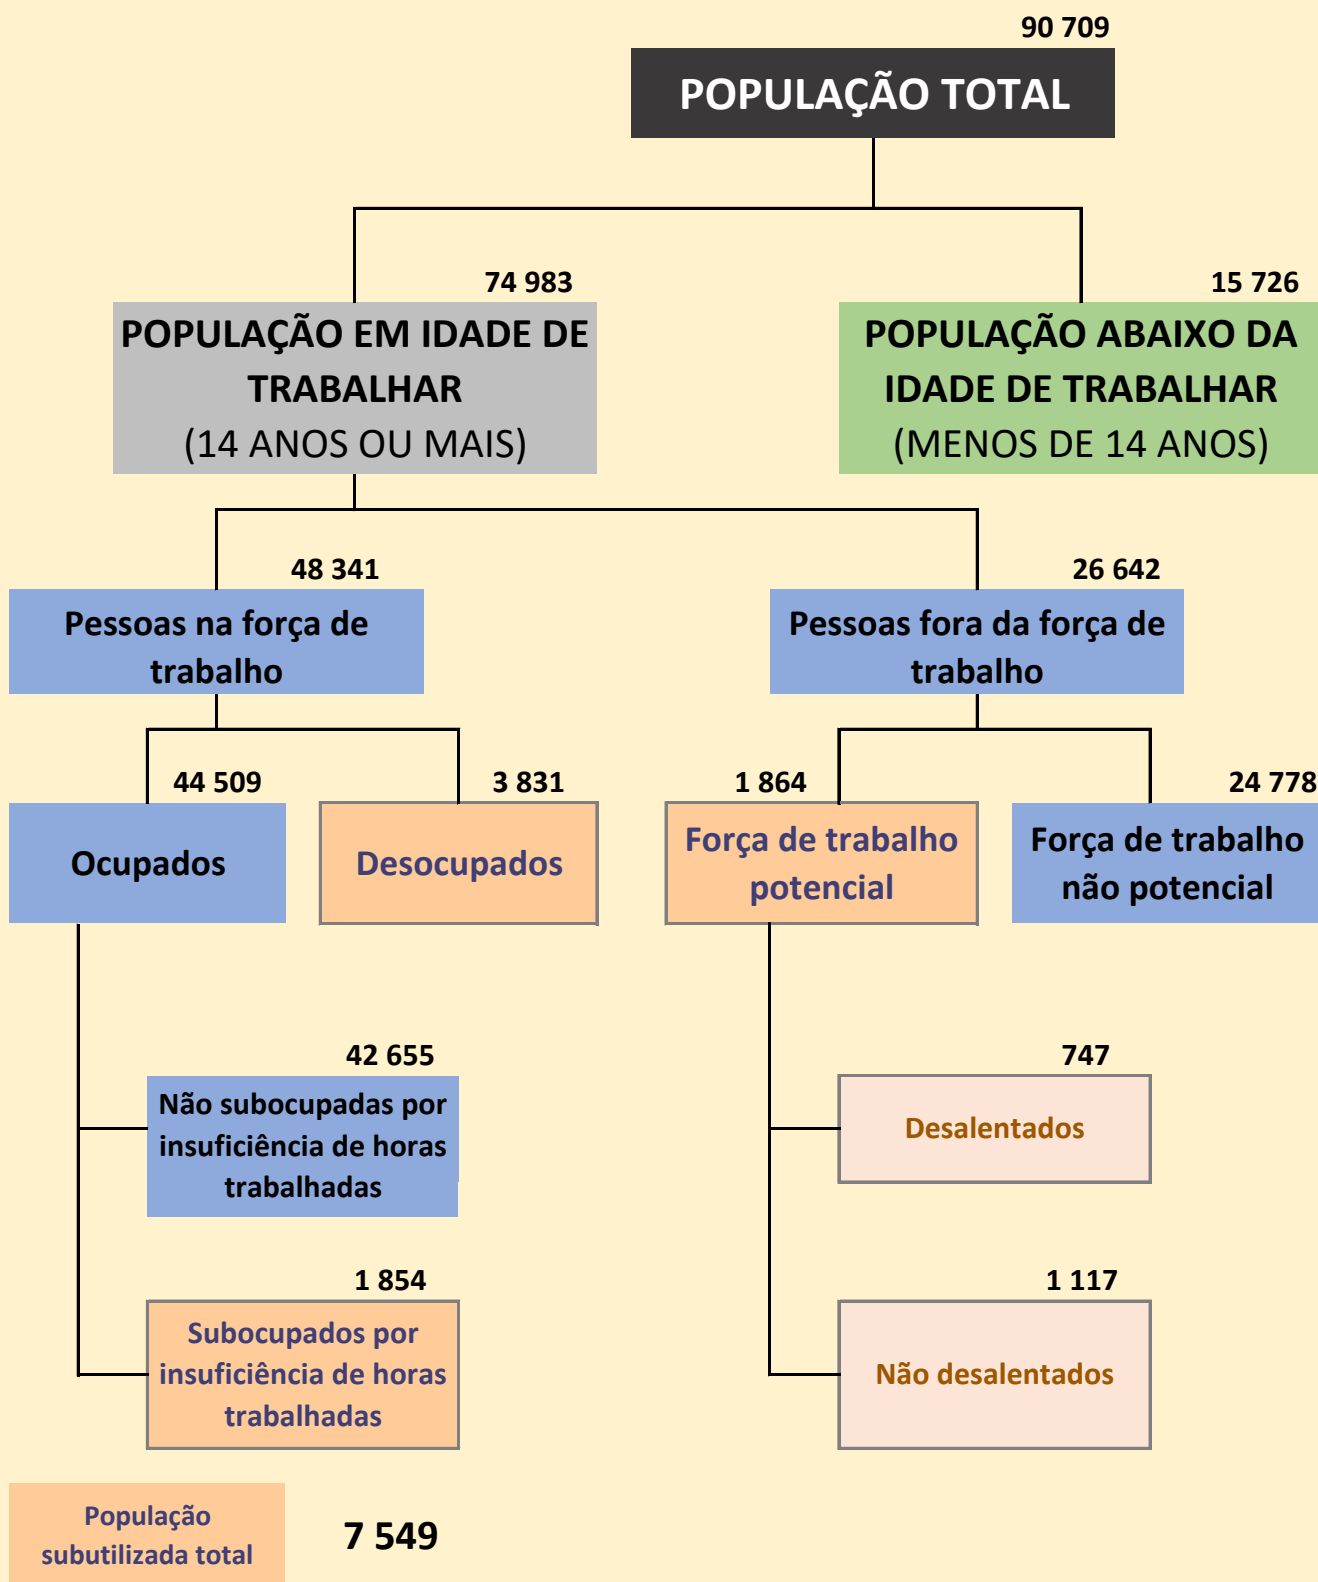 90 709
POPULAÇÃO TOTAL
74 983
POPULAÇÃO EM IDADE DE
TRABALHAR
(14 ANOS OU MAIS)
15 726
POPULAÇÃO ABAIXO DA
IDADE DE TRABALHAR
(MENOS DE 14 ANOS)
48 341
Pessoas na força de
trabalho
26 642
Pessoas fora da força de
trabalho
44 509
Ocupados
3 831
Desocupados
1 864
Força de trabalho
potencial
24 778
Força de trabalho
não potencial
42 655
Não subocupadas por
insuficiência de horas
trabalhadas
747
Desalentados
1 854
Subocupados por
insuficiência de horas
trabalhadas
1 117
Não desalentados
População
subutilizada total
7 549